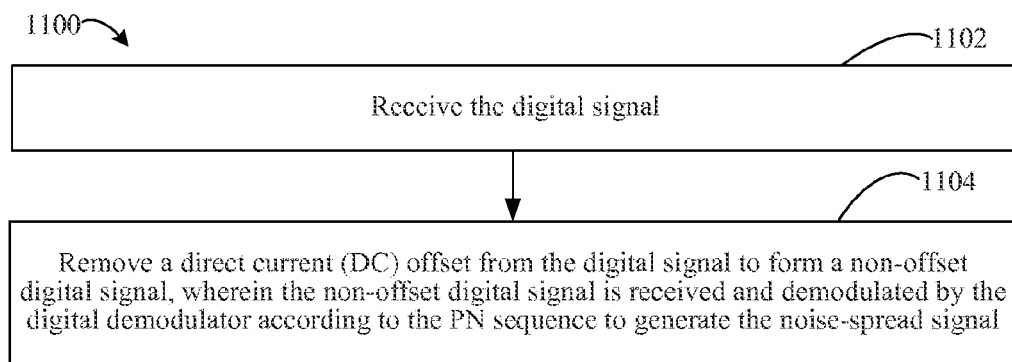 1100
1102
Receive the digital signal
1104
Remove a direct current (DC) offset from the digital signal to form a non-offset
digital signal, wherein the non-offset digital signal is received and demodulated by the
digital demodulator according to the PN sequence to generate the noise-spread signal